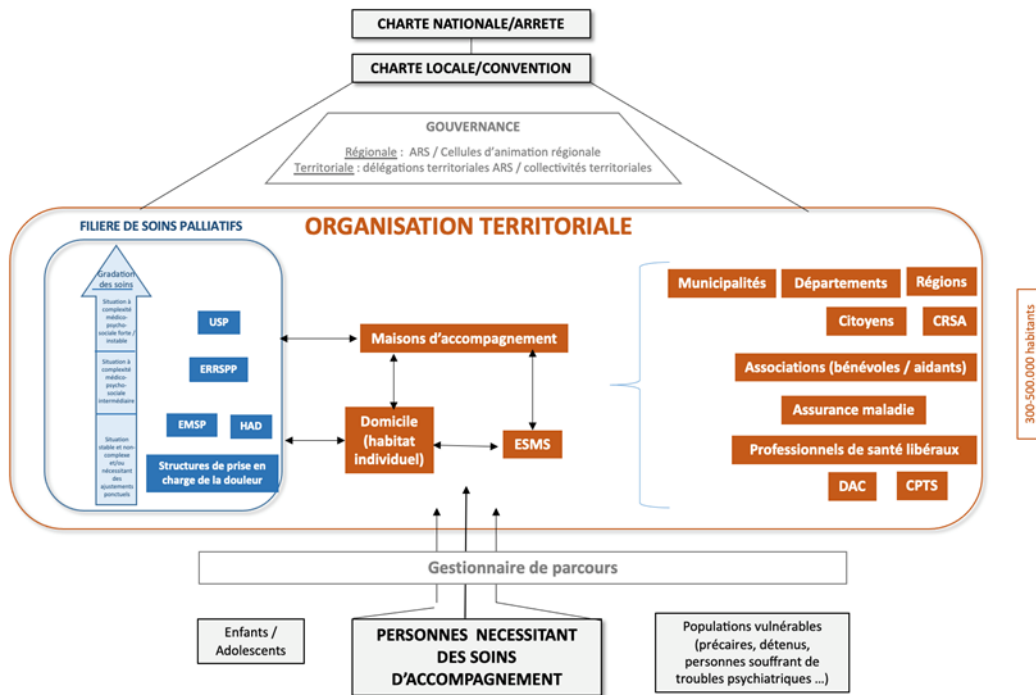 CHARTE NATIONALE/ARRETE
CHARTE LOCALE/CONVENTION
GOUVERNANCE
Régionale : ARS / Cellules d'animation régionale
Territoriale : délégations territoriales ARS / collectivités territoriales
FILIERE DE SOINS PALLIATIFS
ORGANISATION TERRITORIALE
Gradation
des soins
Situation à
complexité
médico-
psycho-
sociale forte /
instable
Situation à
complexité
médico-
psycho-
sociale
intermédiaire
Situation
stable et non-
complexe
et/ou
nécessitant
des
ajustements
ponctuels
USP
ERRSPP
EMSP
HAD
Structures de prise en
charge de la douleur
Maisons d'accompagnement
Domicile
(habitat
individuel)
ESMS
Municipalités
Départements
Régions
Citoyens
CRSA
Associations (bénévoles / aidants)
Assurance maladie
Professionnels de santé libéraux
DAC
CPTS
300-500.000 habitants
Gestionnaire de parcours
Enfants /
Adolescents
PERSONNES NECESSITANT
DES SOINS
D'ACCOMPAGNEMENT
Populations vulnérables
(précaires, détenus,
personnes souffrant de
troubles psychiatriques ...)